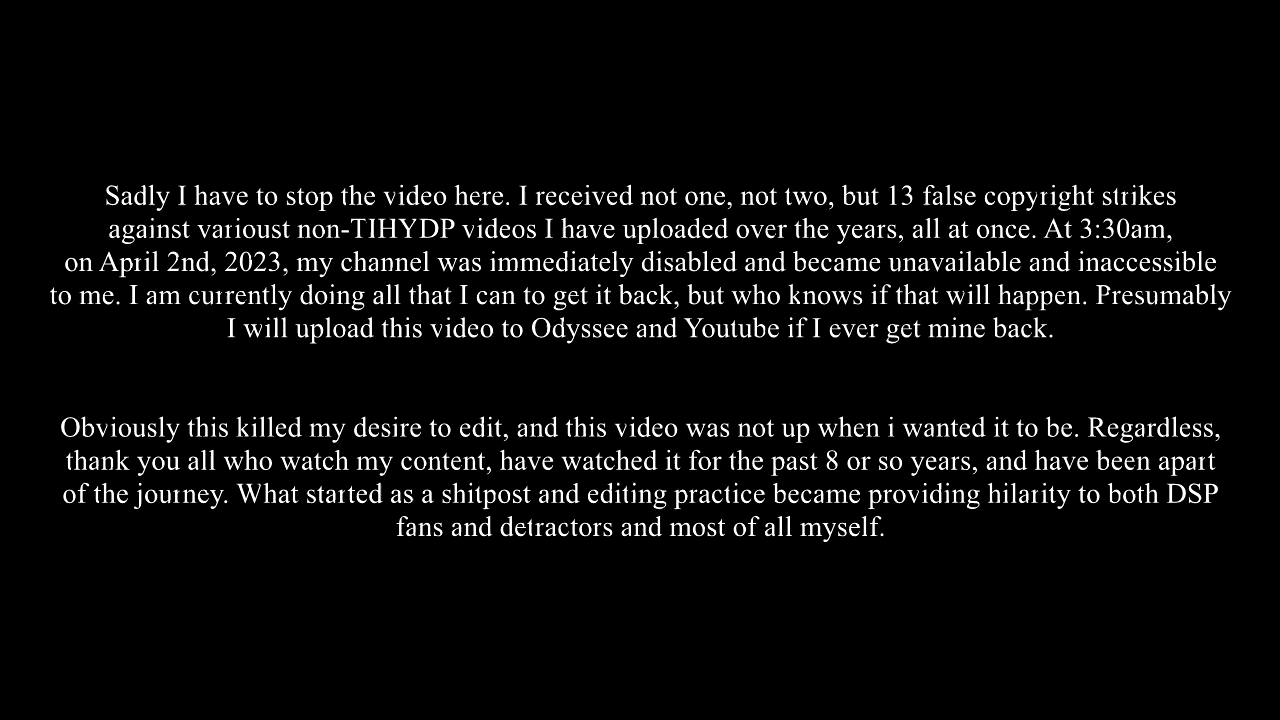 Sadly I have to stop the video here. I received not one, not two, but 13 false copyright strikes
against varioust non-TIHYDP videos I have uploaded over the years, all at once. At 3:30am,
on April 2nd, 2023, my channel was immediately disabled and became unavailable and inaccessible
to me. I am currently doing all that I can to get it back, but who knows if that will happen. Presumably
I will upload this video to Odyssee and Youtube if I ever get mine back.
Obviously this killed my desire to edit, and this video was not up when i wanted it to be. Regardless,
thank you all who watch my content, have watched it for the past 8 or so years, and have been apart
of the journey. What started as a shitpost and editing practice became providing hilarity to both DSP
fans and detractors and most of all myself.